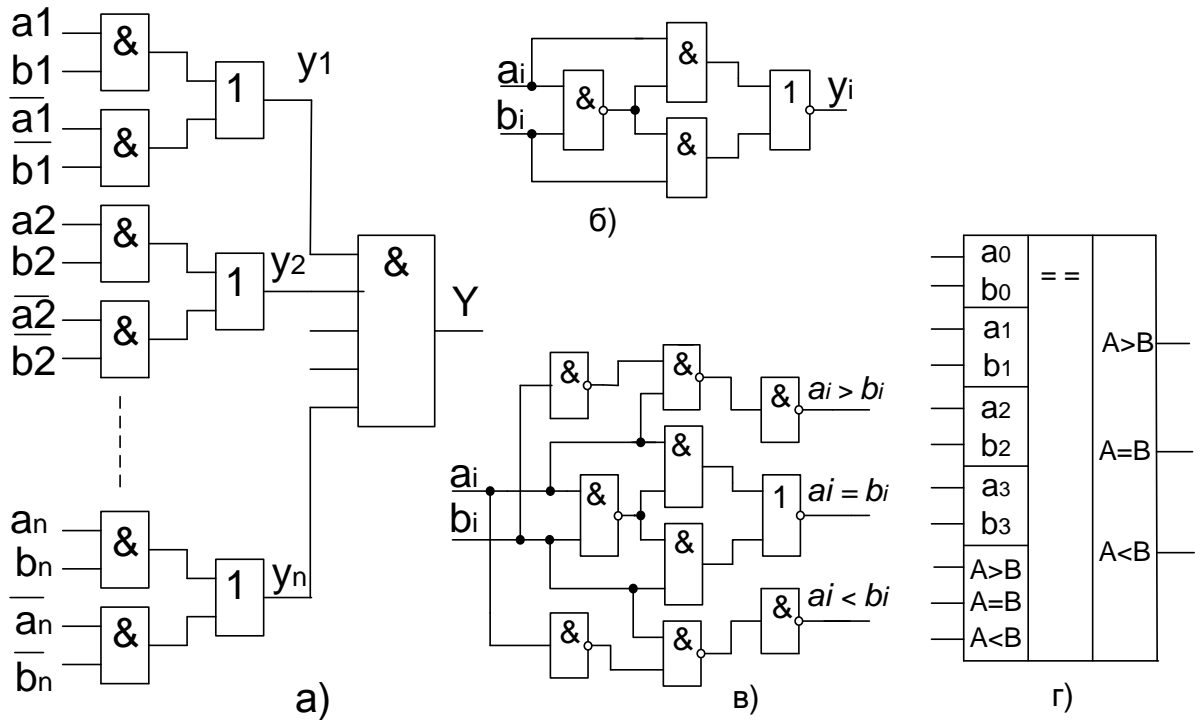 a1
&
b1
1
y1
a1
&
b1
a2
&
b2
1
y2
a2
&
b2
&
Y
an
&
bn
1
yn
an
&
bn
а)
ai
bi
&
&
&
1
yi
б)
&
&
&
ai > bi
ai
bi
&
&
&
1
ai = bi
&
&
&
ai < bi
в)
a0
b0
a1
b1
a2
b2
a3
b3
A>B
A=B
A<B
= =
A>B
A=B
A<B
г)